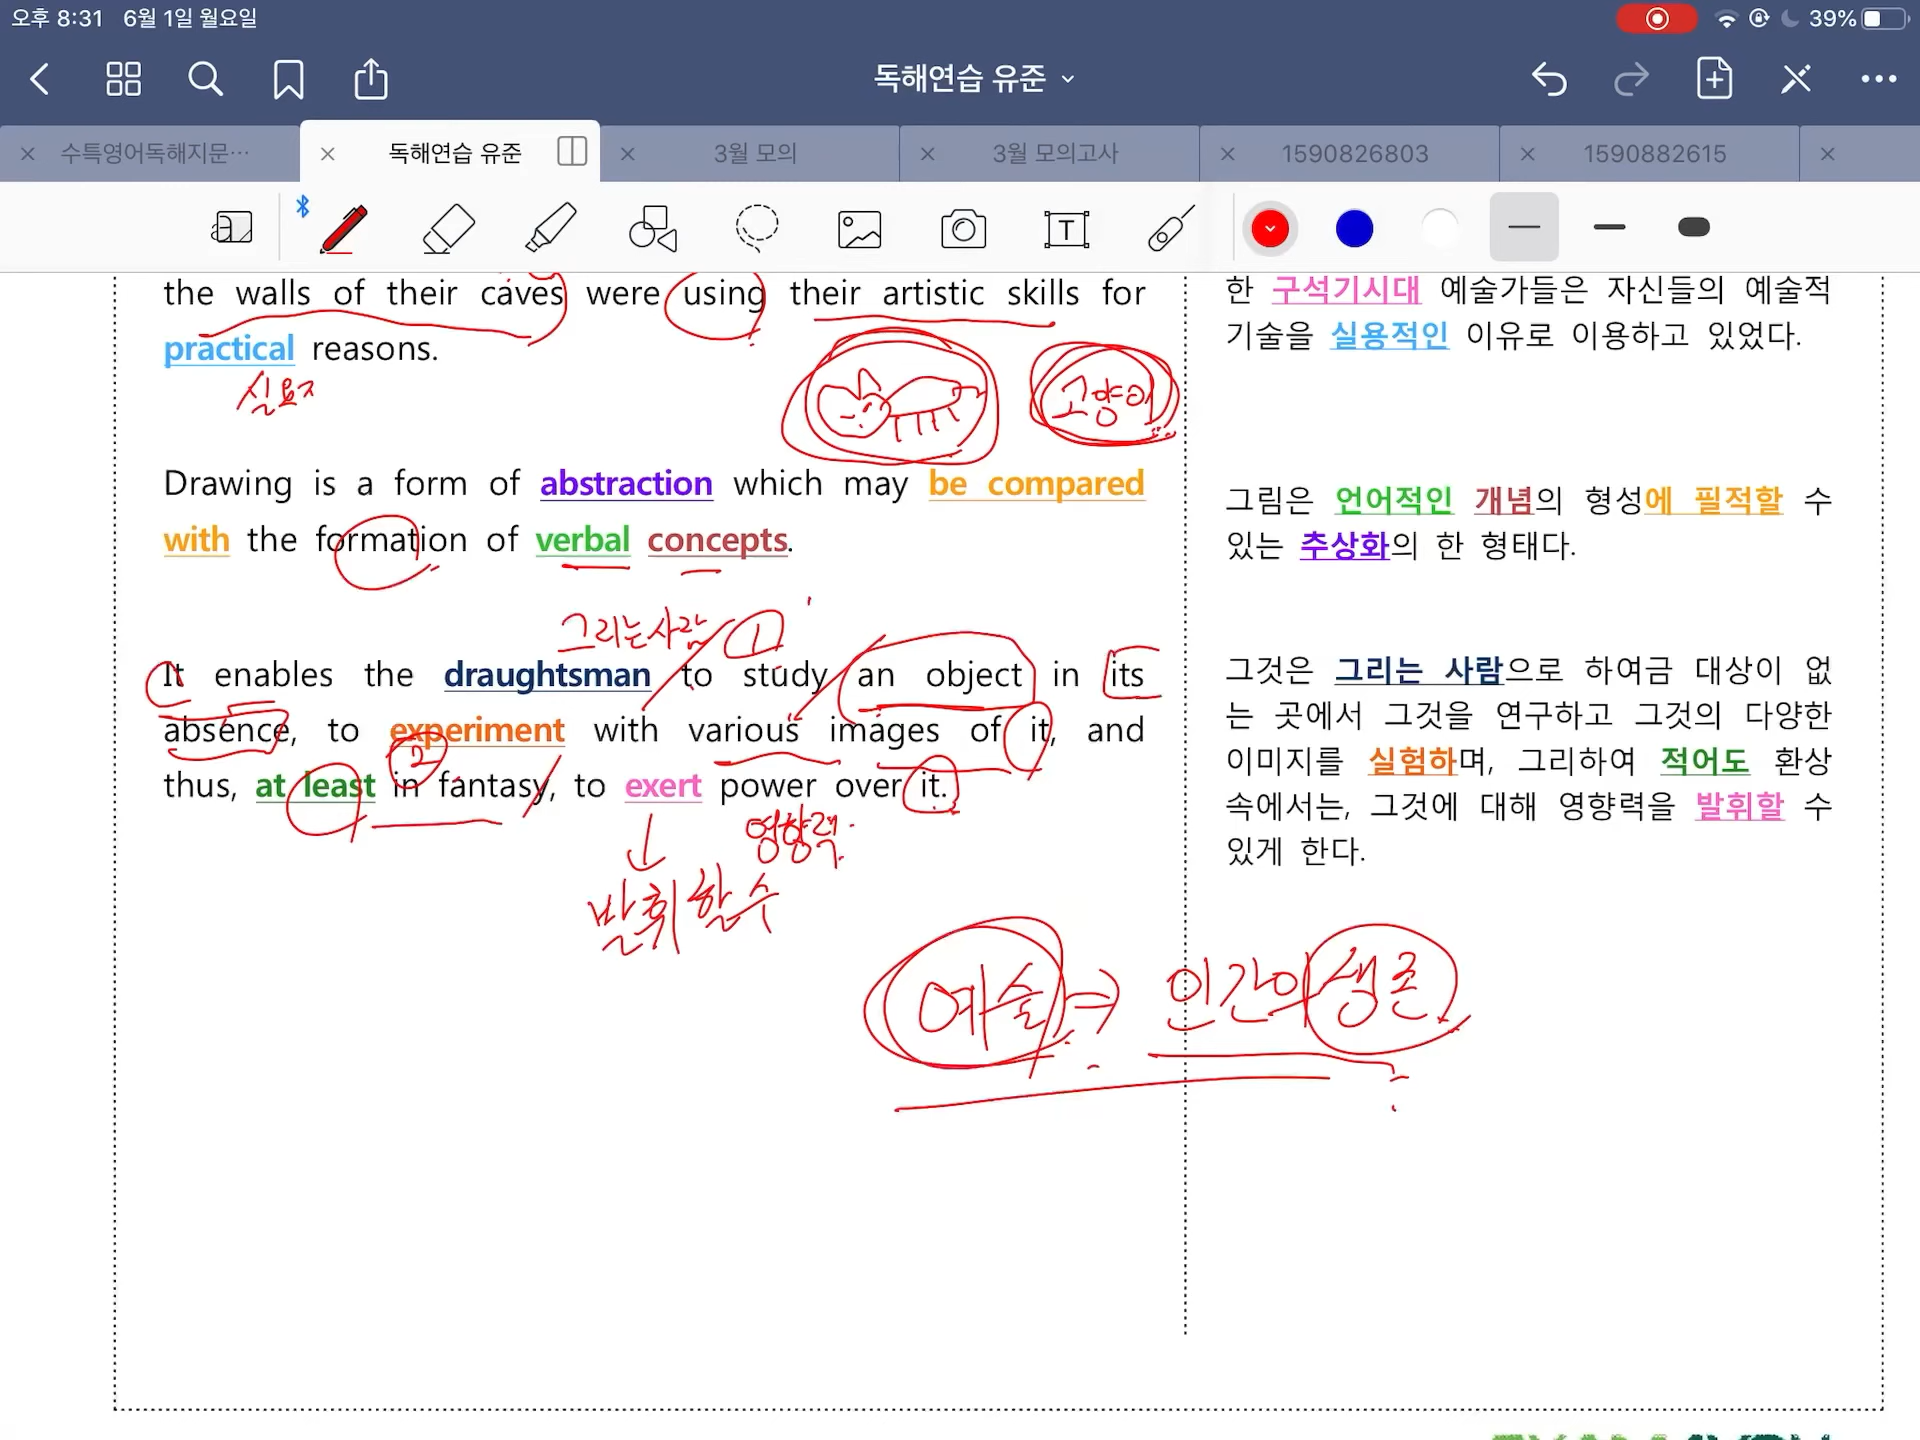 오후 8:31 6월 1일 월요일
39%
독해연습 유준
수특영어독해지문…
독해연습 유준
3월 모의
3월 모의고사
1590826803
1590882615
the walls of their caves were using their artistic skills for
practical reasons.
실용적
고양이
Drawing is a form of abstraction which may be compared
with the formation of verbal concepts.
그리는사람 1
It enables the draughtsman to study an object in its
absence, to experiment with various images of it, and
2
thus, at least in fantasy, to exert power over it.
영향력
발휘할수
한 구석기시대 예술가들은 자신들의 예술적
기술을 실용적인 이유로 이용하고 있었다.
그림은 언어적인 개념의 형성에 필적할 수
있는 추상화의 한 형태다.
그것은 그리는 사람으로 하여금 대상이 없
는 곳에서 그것을 연구하고 그것의 다양한
이미지를 실험하며, 그리하여 적어도 환상
속에서는, 그것에 대해 영향력을 발휘할 수
있게 한다.
예술 → 인간의 생존